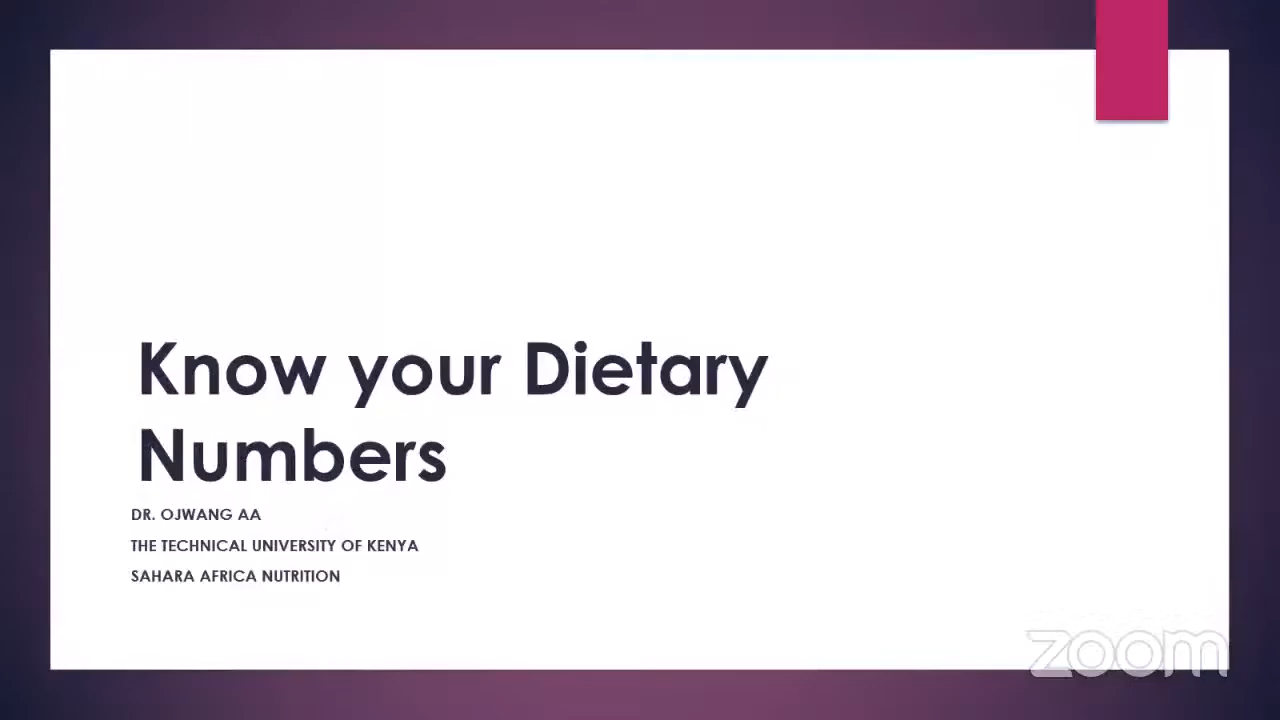 Know your Dietary
Numbers
DR. OJWANG AA
THE TECHNICAL UNIVERSITY OF KENYA
SAHARA AFRICA NUTRITION
zoom